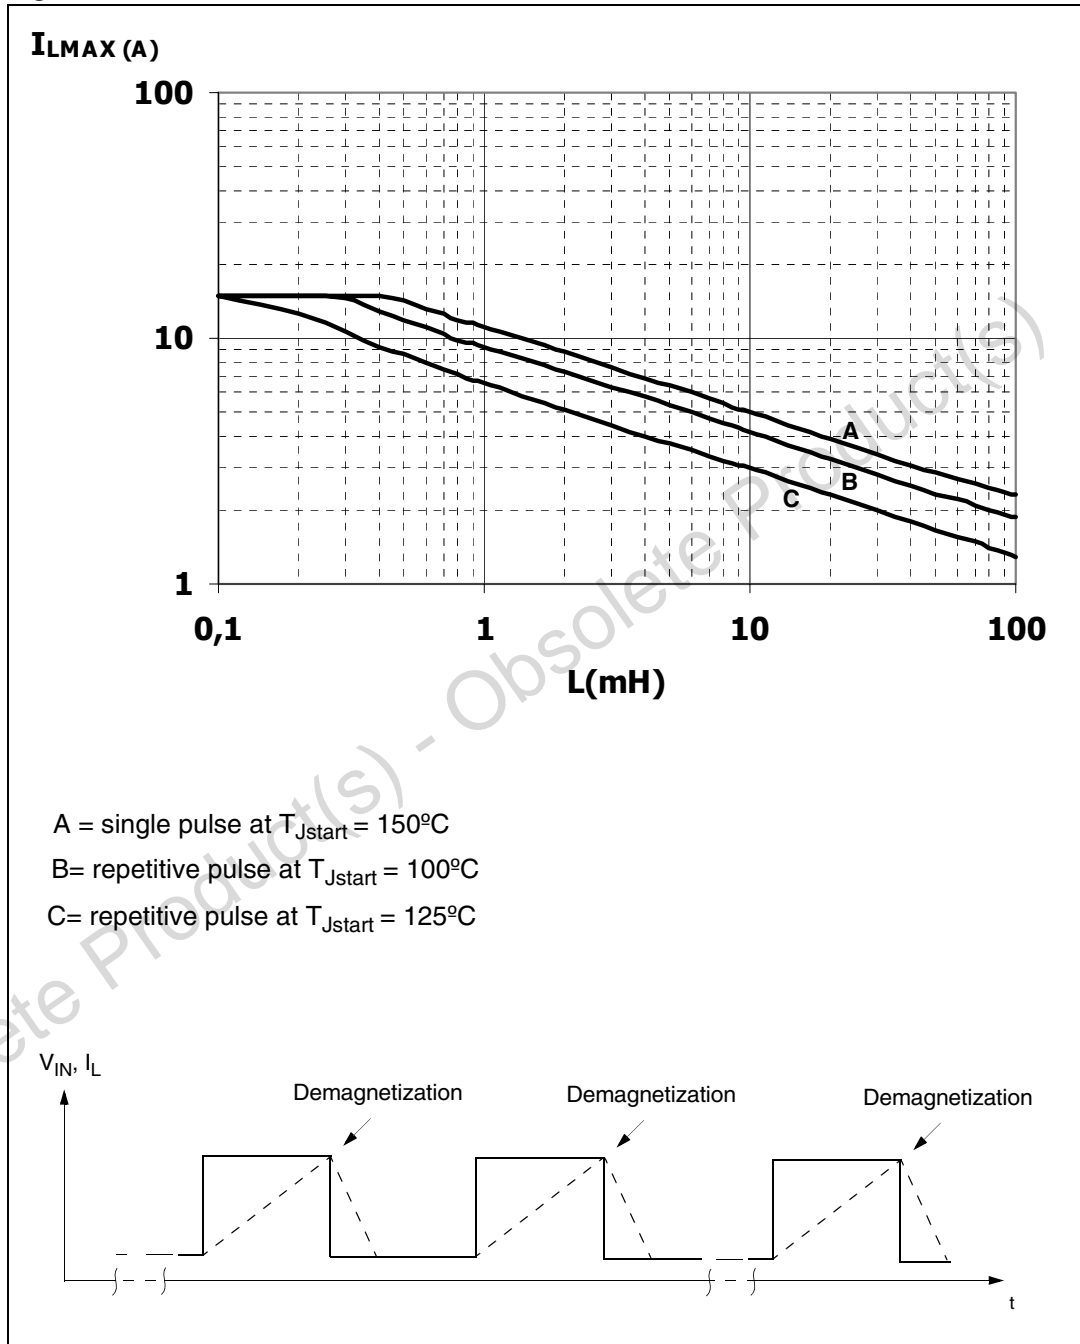 ILMAX (A)
100
10
1
0,1
1
10
100
L(mH)
A
B
C
A = single pulse at TJstart = 150ºC
B= repetitive pulse at TJstart = 100ºC
C= repetitive pulse at TJstart = 125ºC
VIN, IL
Demagnetization
Demagnetization
Demagnetization
t
ete Product(s) - Obsolete Product(s)